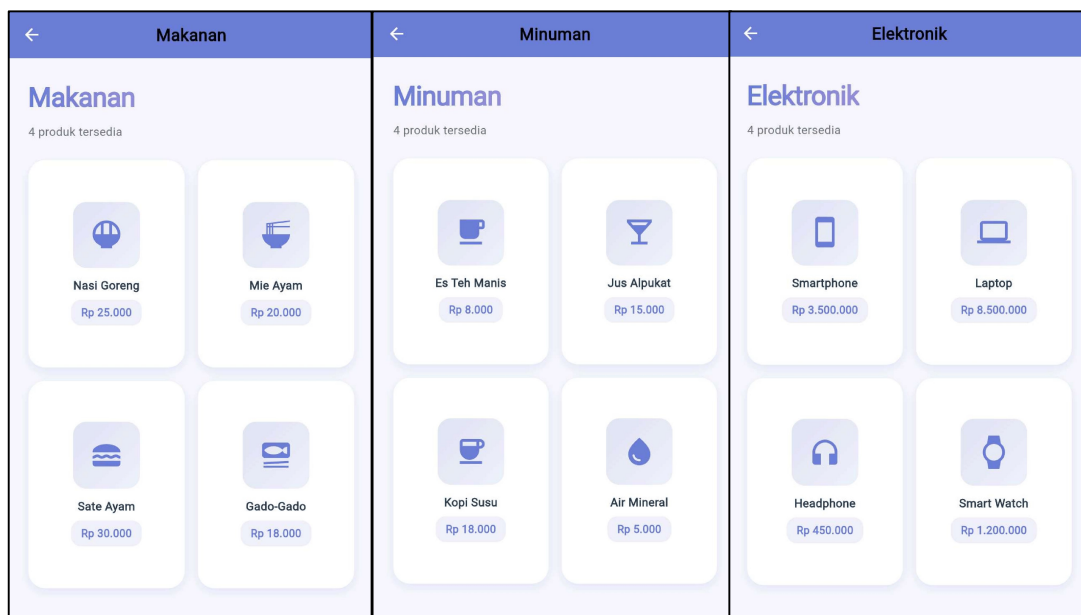 Makanan
Makanan
4 produk tersedia
Nasi Goreng
Rp 25.000
Mie Ayam
Rp 20.000
Sate Ayam
Rp 30.000
Gado-Gado
Rp 18.000
Minuman
Minuman
4 produk tersedia
Es Teh Manis
Rp 8.000
Jus Alpukat
Rp 15.000
Kopi Susu
Rp 18.000
Air Mineral
Rp 5.000
Elektronik
Elektronik
4 produk tersedia
Smartphone
Rp 3.500.000
Laptop
Rp 8.500.000
Headphone
Rp 450.000
Smart Watch
Rp 1.200.000